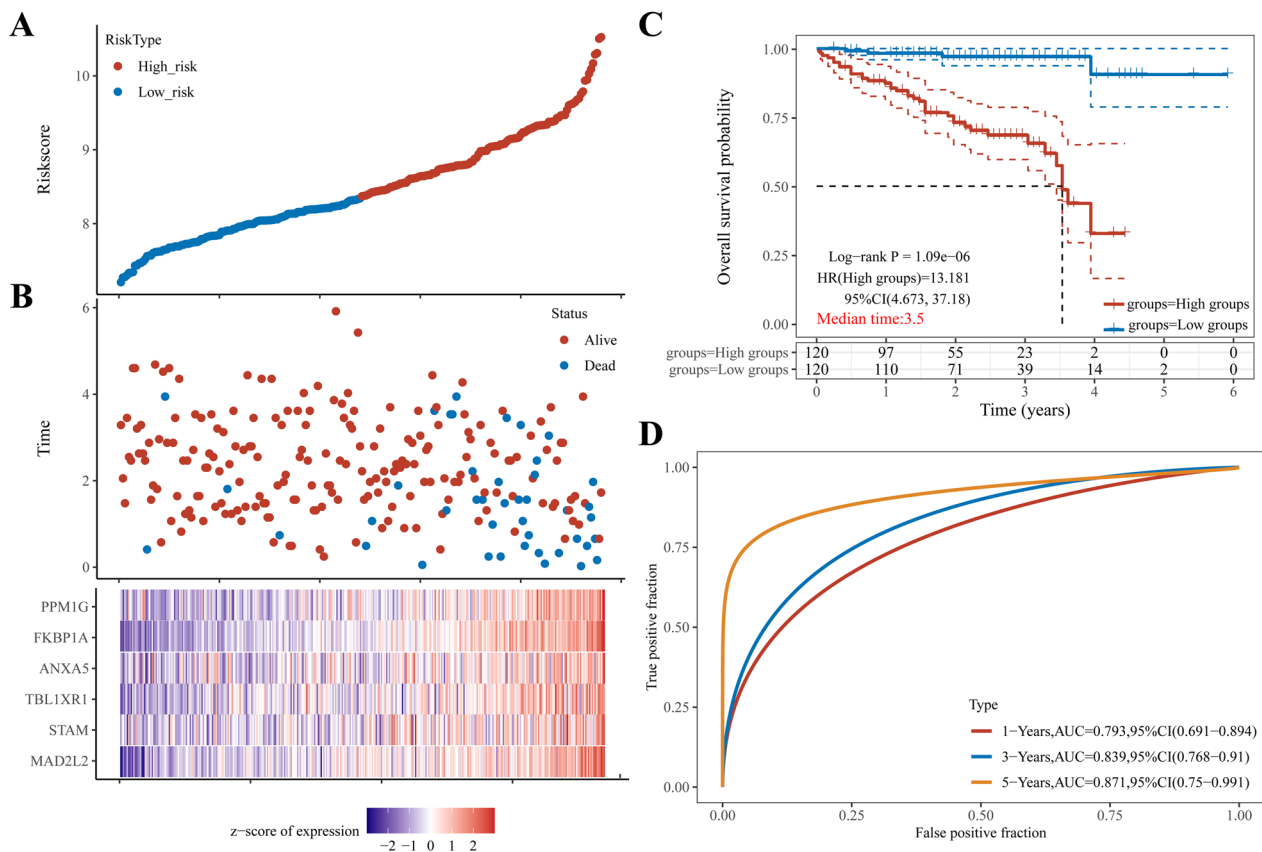 A
RiskType
High_risk
Low_risk
Riskscore
10
9
8
B
Status
Alive
Dead
Time
6
4
2
0
PPM1G
FKBP1A
ANXA5
TBL1XR1
STAM
MAD2L2
z−score of expression
−2 −1 0 1 2
C
Overall survival probability
1.00
0.75
0.50
0.25
0.00
Log−rank P = 1.09e−06
HR(High groups)=13.181
95%CI(4.673, 37.18)
Median time:3.5
groups=High groups
groups=Low groups
groups=High groups 120 97 55 23 2 0 0
groups=Low groups 120 110 71 39 14 2 0
0 1 2 3 4 5 6
Time (years)
D
True positive fraction
1.00
0.75
0.50
0.25
0.00
Type
1−Years,AUC=0.793,95%CI(0.691−0.894)
3−Years,AUC=0.839,95%CI(0.768−0.91)
5−Years,AUC=0.871,95%CI(0.75−0.991)
0.00 0.25 0.50 0.75 1.00
False positive fraction